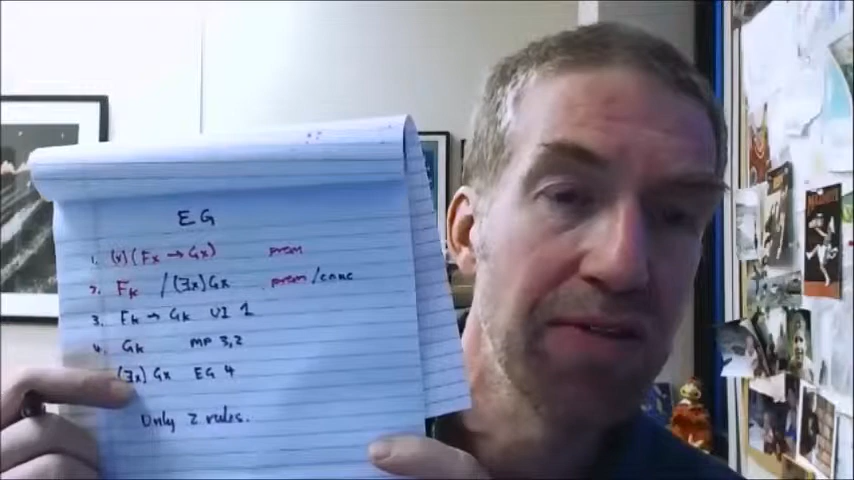 EG
1. (x)(Fx → Gx) prem
2. Fk /(∃x)Gx prem/conc
3. Fk → Gk UI 1
4. Gk MP 3,2
(∃x)Gx EG 4
Only 2 rules.